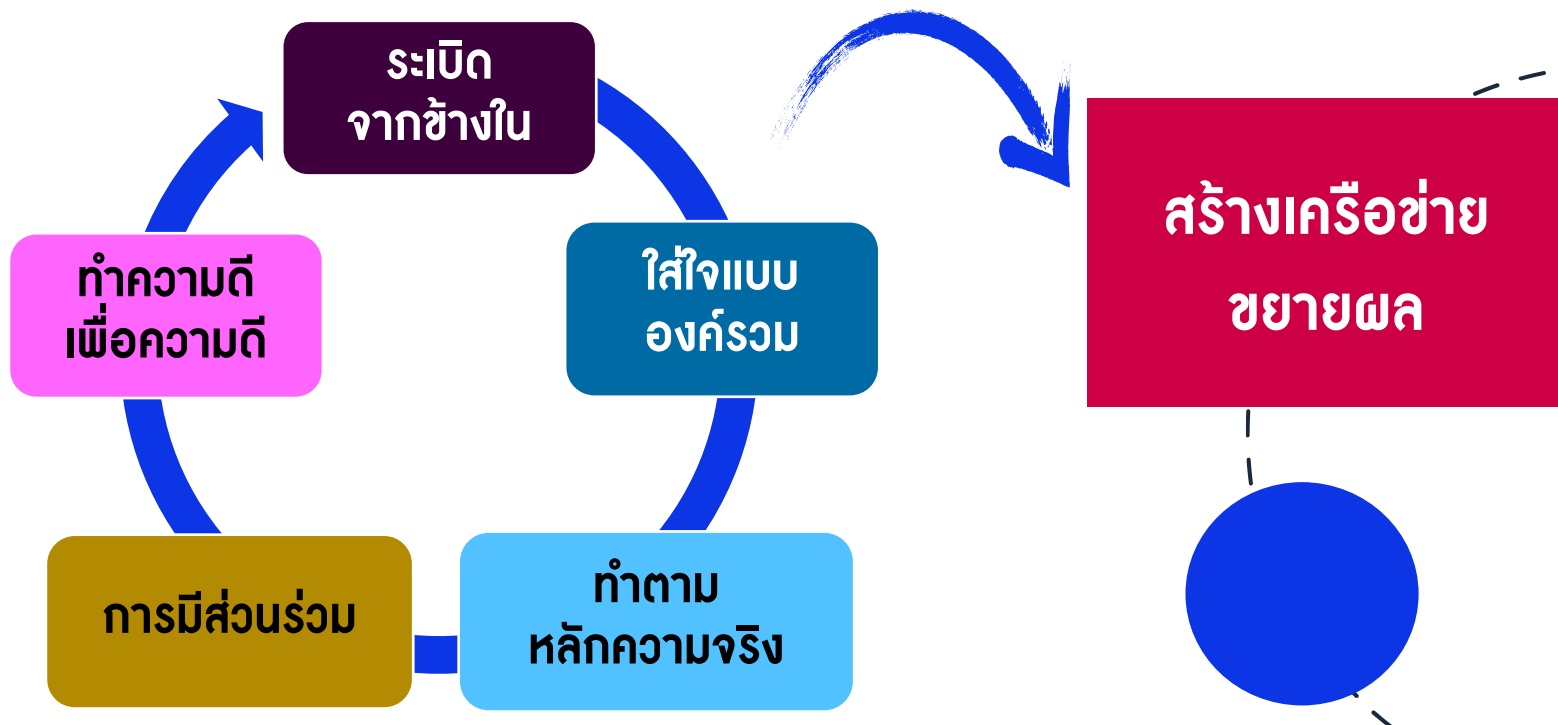 ระเบิด
จากข้างใน
ใส่ใจแบบ
องค์รวม
ทำตาม
หลักความจริง
การมีส่วนร่วม
ทำความดี
เพื่อความดี
สร้างเครือข่าย
ขยายผล